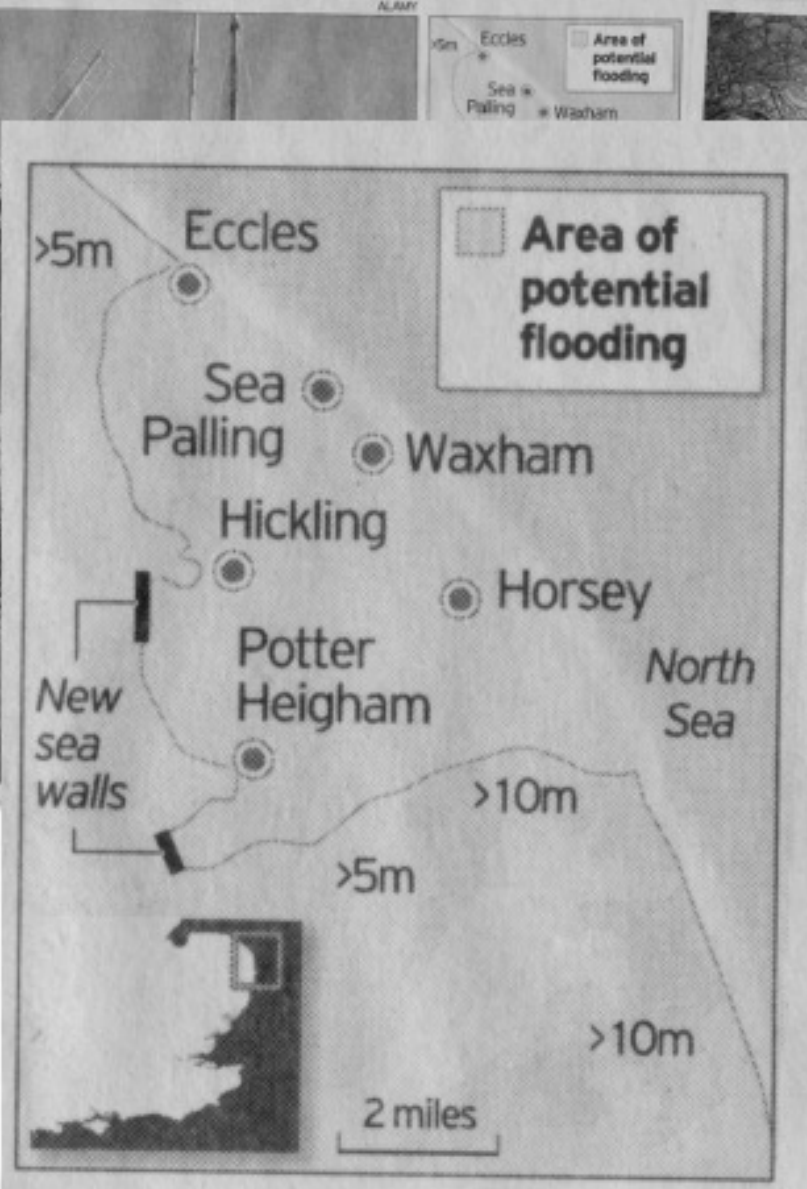 ALAMY
>5m
Eccles
Area of
potential
flooding
Sea
Palling
Waxham
>5m
Eccles
Area of
potential
flooding
Sea
Palling
Waxham
Hickling
Horsey
Potter
Heigham
North
Sea
New
sea
walls
>10m
>5m
>10m
2 miles